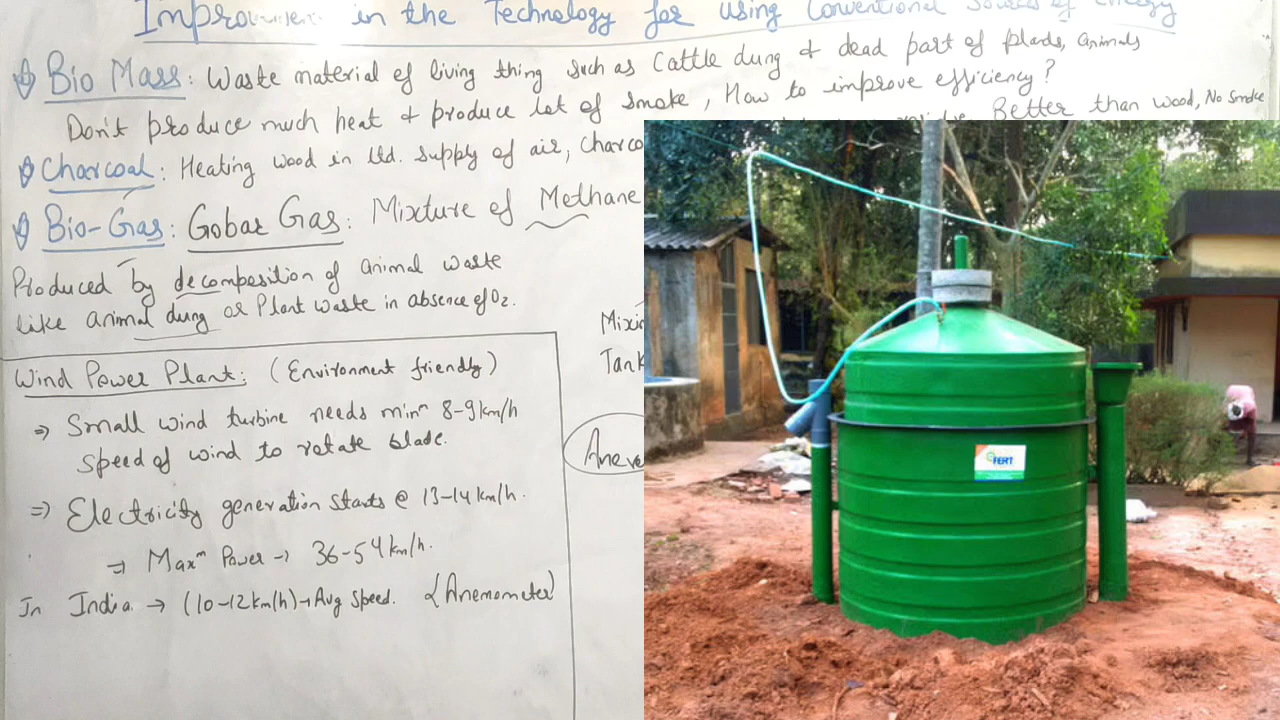 Improvement in the Technology for using Conventional Sources of Energy
Bio Mass: Waste material of living thing such as Cattle dung & dead part of plants, animals
Don't produce much heat & produce lot of smoke, How to improve efficiency?
Better than wood, No smoke
Charcoal: Heating wood in ltd. supply of air, Charco
Bio-Gas: Gobar Gas: Mixture of Methane
Produced by decomposition of animal waste
like animal dung or Plant waste in absence of O2.
Mixi
Tank
Wind Power Plant: (Environment friendly)
⇒ Small wind turbine needs minm 8-9 km/h
Speed of wind to rotate blade.
⇒ Electricity generation starts @ 13-14 km/h.
→ Maxm Power → 36-54 km/h.
In India → (10-12 km/h) → Avg Speed. (Anemometer)
Anem
FERT